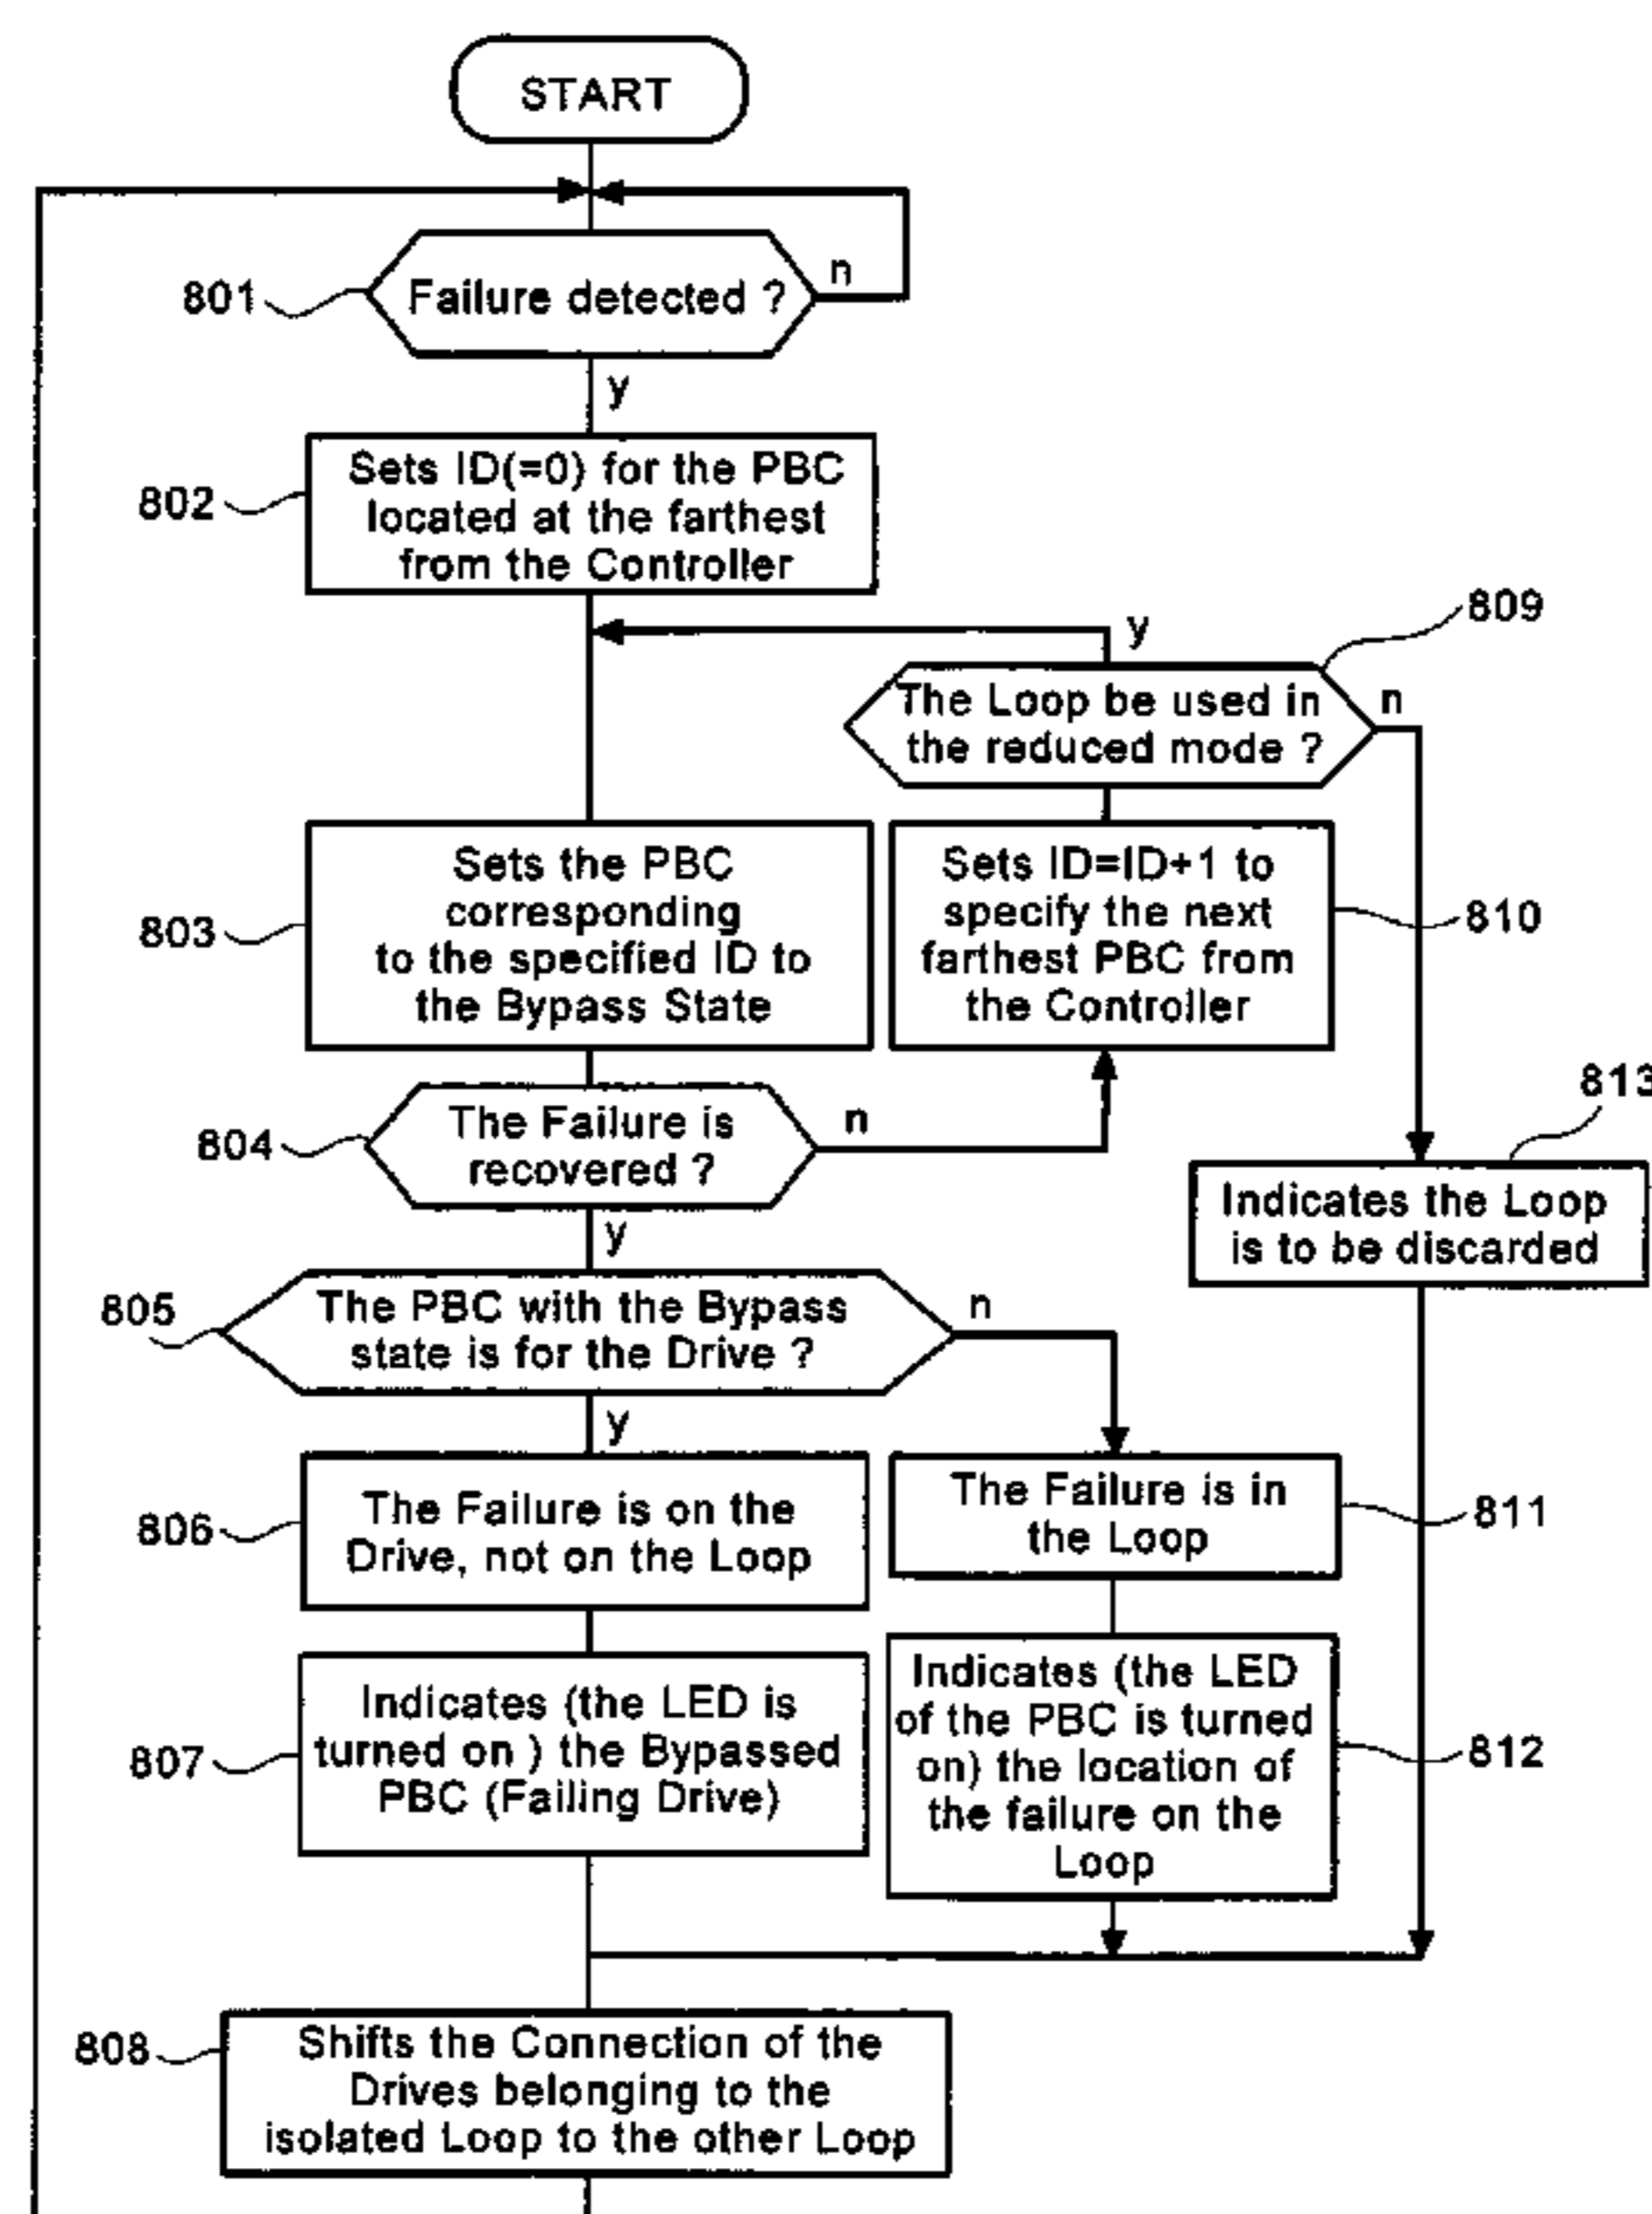 START
n
801
Failure detected ?
y
802
Sets ID(=0) for the PBC
located at the farthest
from the Controller
y
809
The Loop be used in
the reduced mode ?
n
803
Sets the PBC
corresponding
to the specified ID to
the Bypass State
Sets ID=ID+1 to
specify the next
farthest PBC from
the Controller
810
804
The Failure is
recovered ?
n
y
813
Indicates the Loop
is to be discarded
805
The PBC with the Bypass
state is for the Drive ?
n
y
806
The Failure is on the
Drive, not on the Loop
The Failure is in
the Loop
811
807
Indicates (the LED is
turned on ) the Bypassed
PBC (Failing Drive)
Indicates (the LED
of the PBC is turned
on) the location of
the failure on the
Loop
812
808
Shifts the Connection of the
Drives belonging to the
isolated Loop to the other Loop